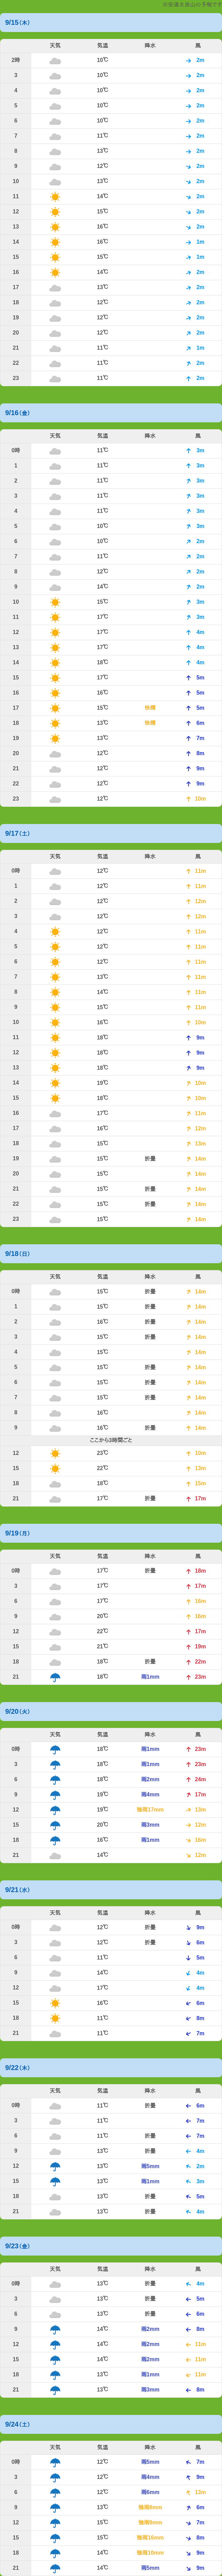 ※後瀬大島山の予報です
9/15(木)
天気 気温 降水 風
2時 10℃ 2m
3 10℃ 2m
4 10℃ 2m
5 10℃ 2m
6 10℃ 2m
7 11℃ 2m
8 13℃ 2m
9 12℃ 2m
10 13℃ 2m
11 14℃ 2m
12 15℃ 2m
13 16℃ 2m
14 16℃ 1m
15 15℃ 1m
16 14℃ 2m
17 13℃ 2m
18 12℃ 2m
19 12℃ 2m
20 12℃ 2m
21 11℃ 1m
22 11℃ 2m
23 11℃ 2m
9/16(金)
天気 気温 降水 風
0時 11℃ 3m
1 11℃ 3m
2 11℃ 3m
3 11℃ 3m
4 11℃ 3m
5 10℃ 3m
6 10℃ 2m
7 11℃ 2m
8 12℃ 2m
9 14℃ 2m
10 15℃ 3m
11 17℃ 3m
12 17℃ 4m
13 17℃ 4m
14 18℃ 4m
15 17℃ 5m
16 16℃ 5m
17 15℃ 5m
18 13℃ 6m
19 13℃ 7m
20 12℃ 8m
21 12℃ 9m
22 12℃ 9m
23 12℃ 10m
9/17(土)
天気 気温 降水 風
0時 12℃ 11m
1 12℃ 11m
2 12℃ 12m
3 12℃ 12m
4 12℃ 11m
5 12℃ 11m
6 12℃ 11m
7 13℃ 11m
8 14℃ 11m
9 15℃ 11m
10 16℃ 10m
11 18℃ 9m
12 18℃ 9m
13 18℃ 9m
14 19℃ 10m
15 18℃ 10m
16 17℃ 11m
17 16℃ 12m
18 15℃ 13m
19 15℃ 折畳 14m
20 15℃ 14m
21 15℃ 折畳 14m
22 15℃ 折畳 14m
23 15℃ 14m
9/18(日)
天気 気温 降水 風
0時 15℃ 折畳 14m
1 15℃ 折畳 14m
2 16℃ 折畳 14m
3 15℃ 折畳 14m
4 15℃ 14m
5 15℃ 折畳 14m
6 15℃ 折畳 14m
7 15℃ 折畳 14m
8 16℃ 14m
9 16℃ 折畳 14m
ここから3時間ごと
12 23℃ 10m
15 22℃ 13m
18 18℃ 15m
21 17℃ 折畳 17m
9/19(月)
天気 気温 降水 風
0時 17℃ 折畳 18m
3 17℃ 17m
6 17℃ 16m
9 20℃ 16m
12 22℃ 17m
15 21℃ 19m
18 18℃ 折畳 22m
21 18℃ 雨1mm 23m
9/20(火)
天気 気温 降水 風
0時 18℃ 雨1mm 23m
3 18℃ 雨1mm 23m
6 18℃ 雨2mm 24m
9 19℃ 雨4mm 17m
12 19℃ 強雨17mm 13m
15 20℃ 雨3mm 12m
18 16℃ 雨1mm 16m
21 14℃ 12m
9/21(水)
天気 気温 降水 風
0時 12℃ 折畳 9m
3 12℃ 折畳 6m
6 11℃ 5m
9 14℃ 4m
12 17℃ 4m
15 16℃ 6m
18 11℃ 8m
21 11℃ 7m
9/22(木)
天気 気温 降水 風
0時 11℃ 折畳 6m
3 11℃ 7m
6 11℃ 折畳 7m
9 13℃ 折畳 4m
12 13℃ 雨5mm 2m
15 13℃ 雨1mm 3m
18 13℃ 折畳 5m
21 13℃ 折畳 4m
9/23(金)
天気 気温 降水 風
0時 13℃ 折畳 4m
3 13℃ 折畳 5m
6 13℃ 折畳 6m
9 14℃ 雨2mm 8m
12 14℃ 雨2mm 11m
15 14℃ 雨2mm 11m
18 13℃ 雨1mm 11m
21 13℃ 雨3mm 8m
9/24(土)
天気 気温 降水 風
0時 12℃ 雨5mm 7m
3 12℃ 雨4mm 9m
6 12℃ 雨6mm 13m
9 13℃ 強雨8mm 6m
12 15℃ 強雨9mm 7m
15 15℃ 強雨16mm 8m
18 14℃ 強雨10mm 9m
21 14℃ 雨5mm 9m